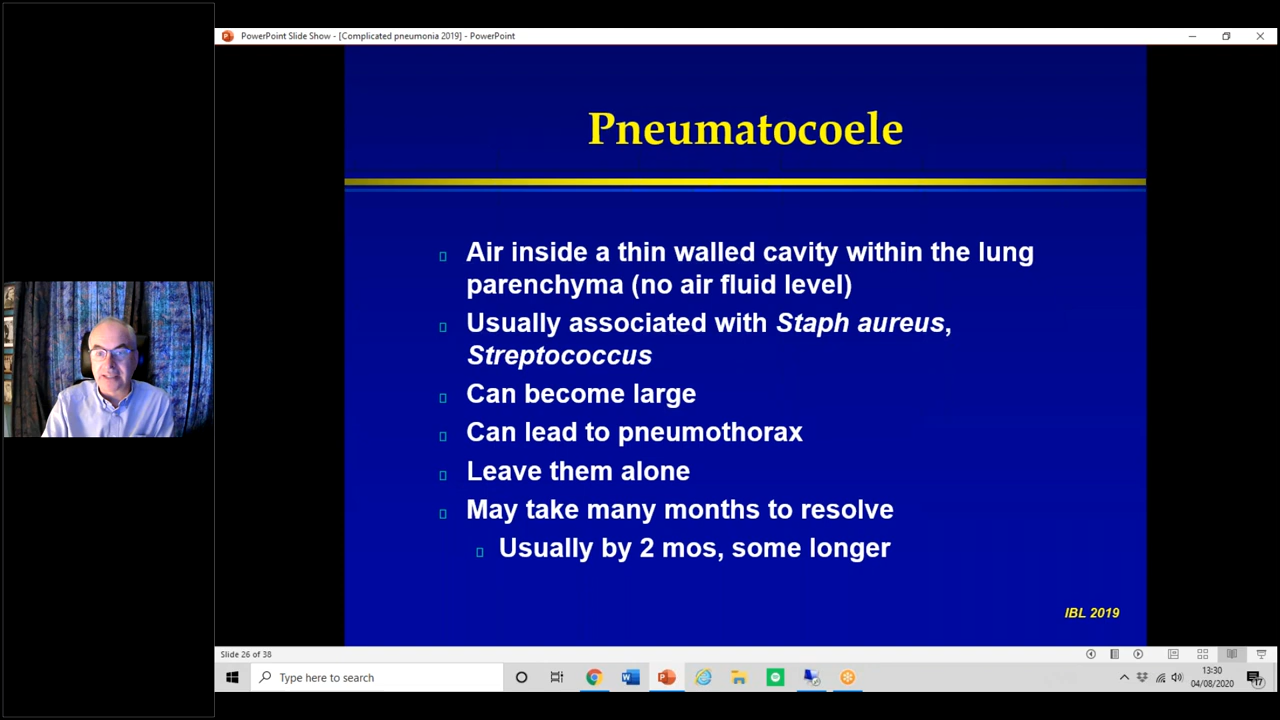 PowerPoint Slide Show - [Complicated pneumonia 2019] - PowerPoint
Pneumatocoele
Air inside a thin walled cavity within the lung
parenchyma (no air fluid level)
Usually associated with Staph aureus,
Streptococcus
Can become large
Can lead to pneumothorax
Leave them alone
May take many months to resolve
Usually by 2 mos, some longer
IBL 2019
Slide 26 of 38
Type here to search
13:30
04/08/2020
17